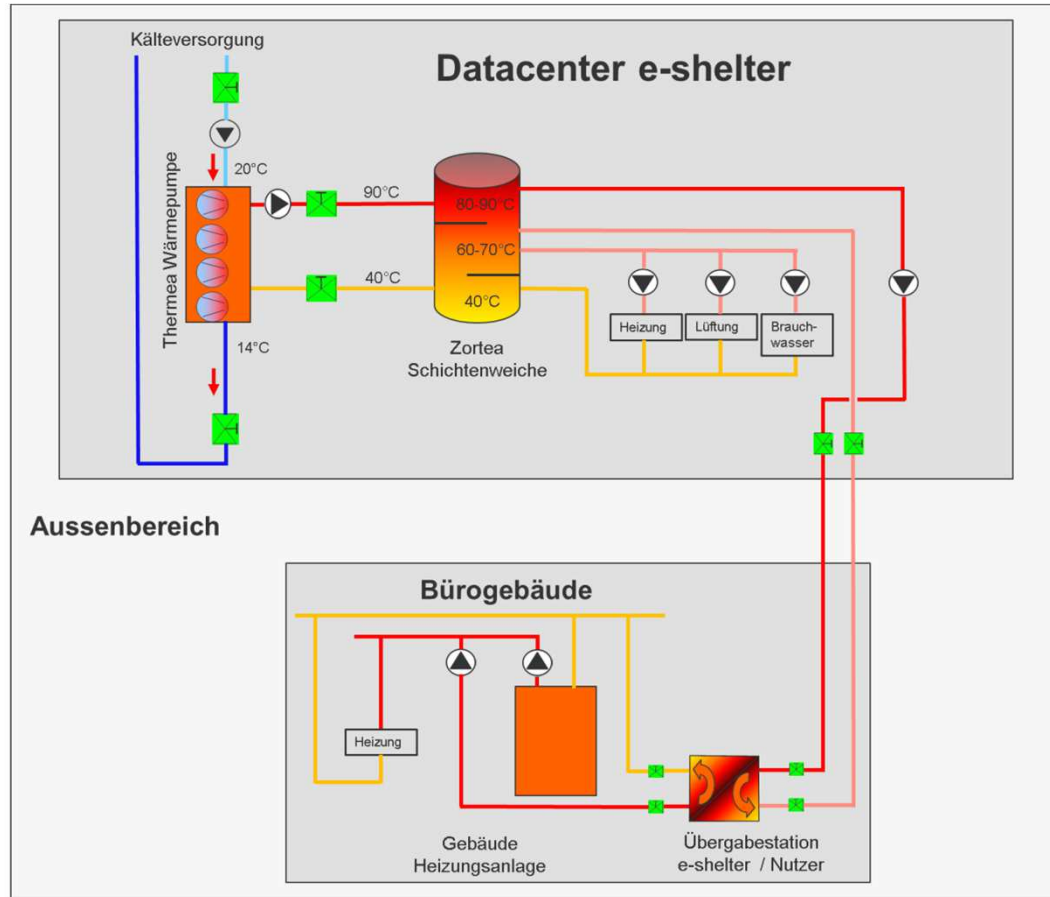 Kälteversorgung
Datacenter e-shelter
Thermea Wärmepumpe
20°C
90°C
80-90°C
60-70°C
40°C
40°C
14°C
Zortea
Schichtenweiche
Heizung
Lüftung
Brauch-
wasser
Aussenbereich
Bürogebäude
Heizung
Gebäude
Heizungsanlage
Übergabestation
e-shelter / Nutzer